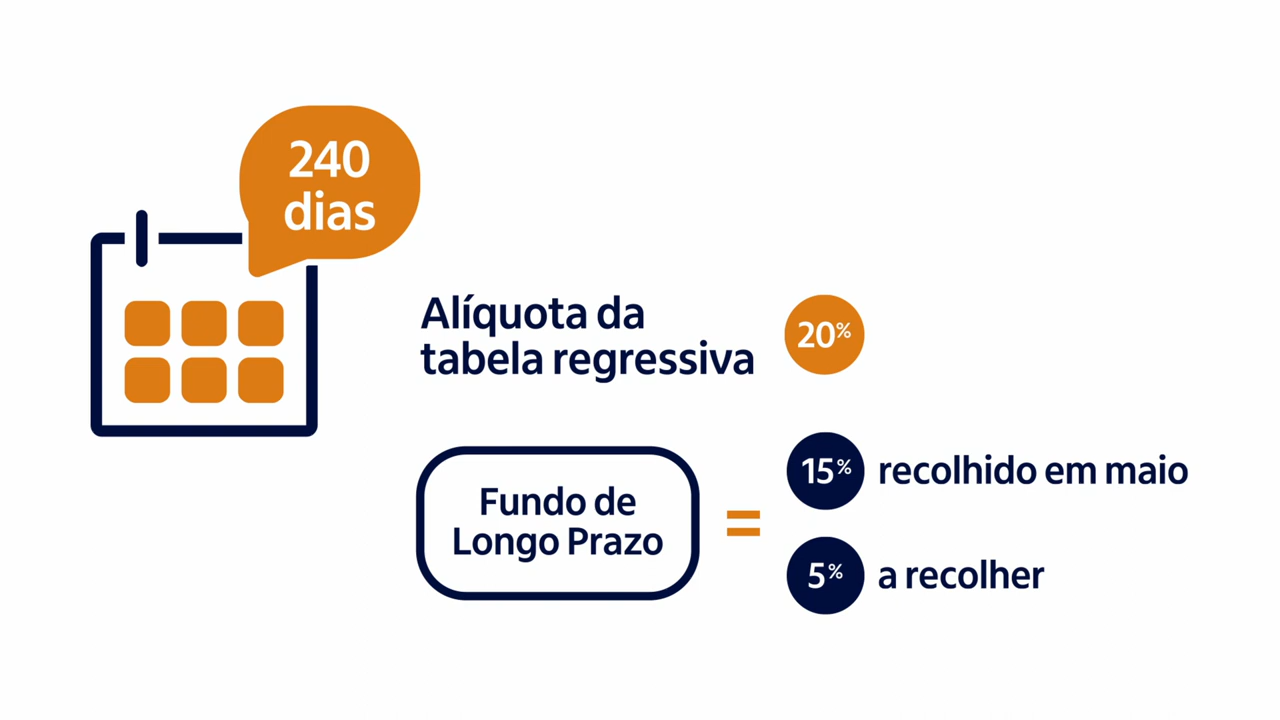 240
dias
Alíquota da
tabela regressiva
20%
Fundo de
Longo Prazo
=
15% recolhido em maio
5% a recolher